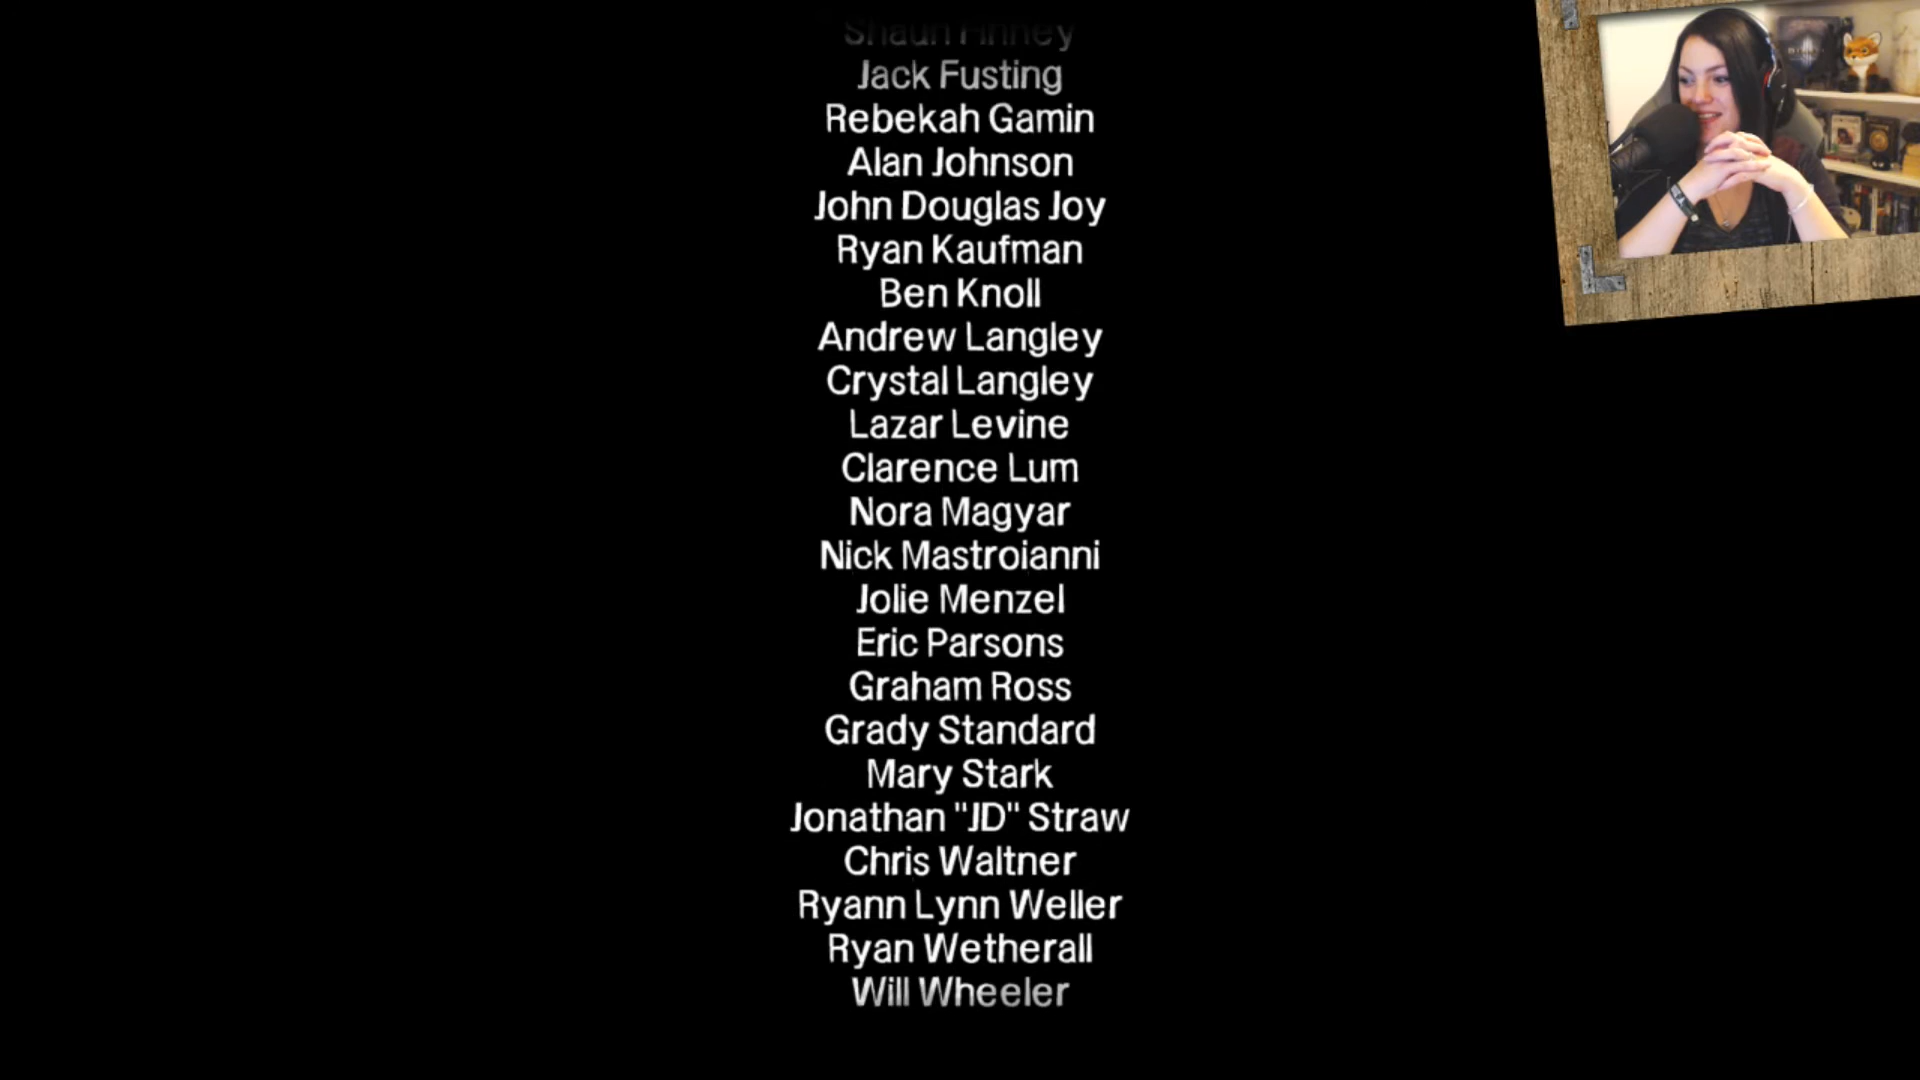 Shaun Finney
Jack Fusting
Rebekah Gamin
Alan Johnson
John Douglas Joy
Ryan Kaufman
Ben Knoll
Andrew Langley
Crystal Langley
Lazar Levine
Clarence Lum
Nora Magyar
Nick Mastroianni
Jolie Menzel
Eric Parsons
Graham Ross
Grady Standard
Mary Stark
Jonathan "JD" Straw
Chris Waltner
Ryann Lynn Weller
Ryan Wetherall
Will Wheeler